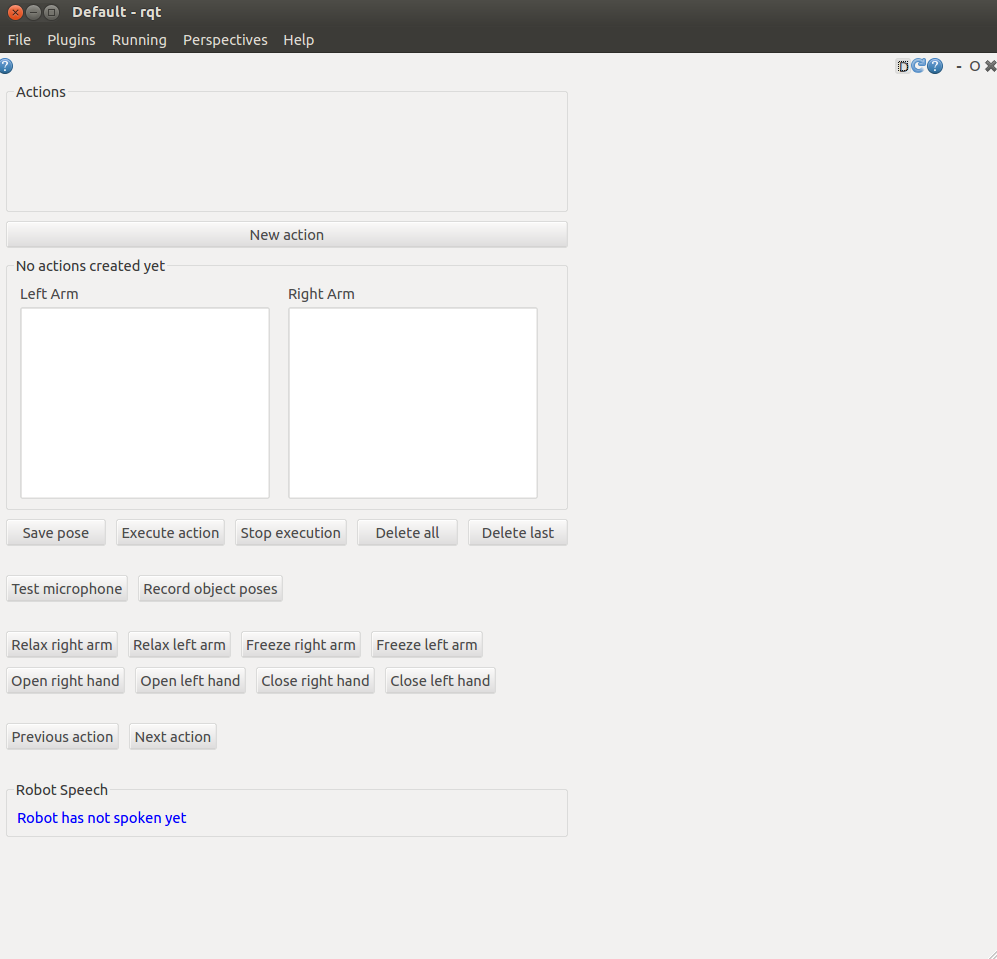 Default - rqt
File Plugins Running Perspectives Help
? D ? - O
Actions
New action
No actions created yet
Left Arm Right Arm
Save pose Execute action Stop execution Delete all Delete last
Test microphone Record object poses
Relax right arm Relax left arm Freeze right arm Freeze left arm
Open right hand Open left hand Close right hand Close left hand
Previous action Next action
Robot Speech
Robot has not spoken yet